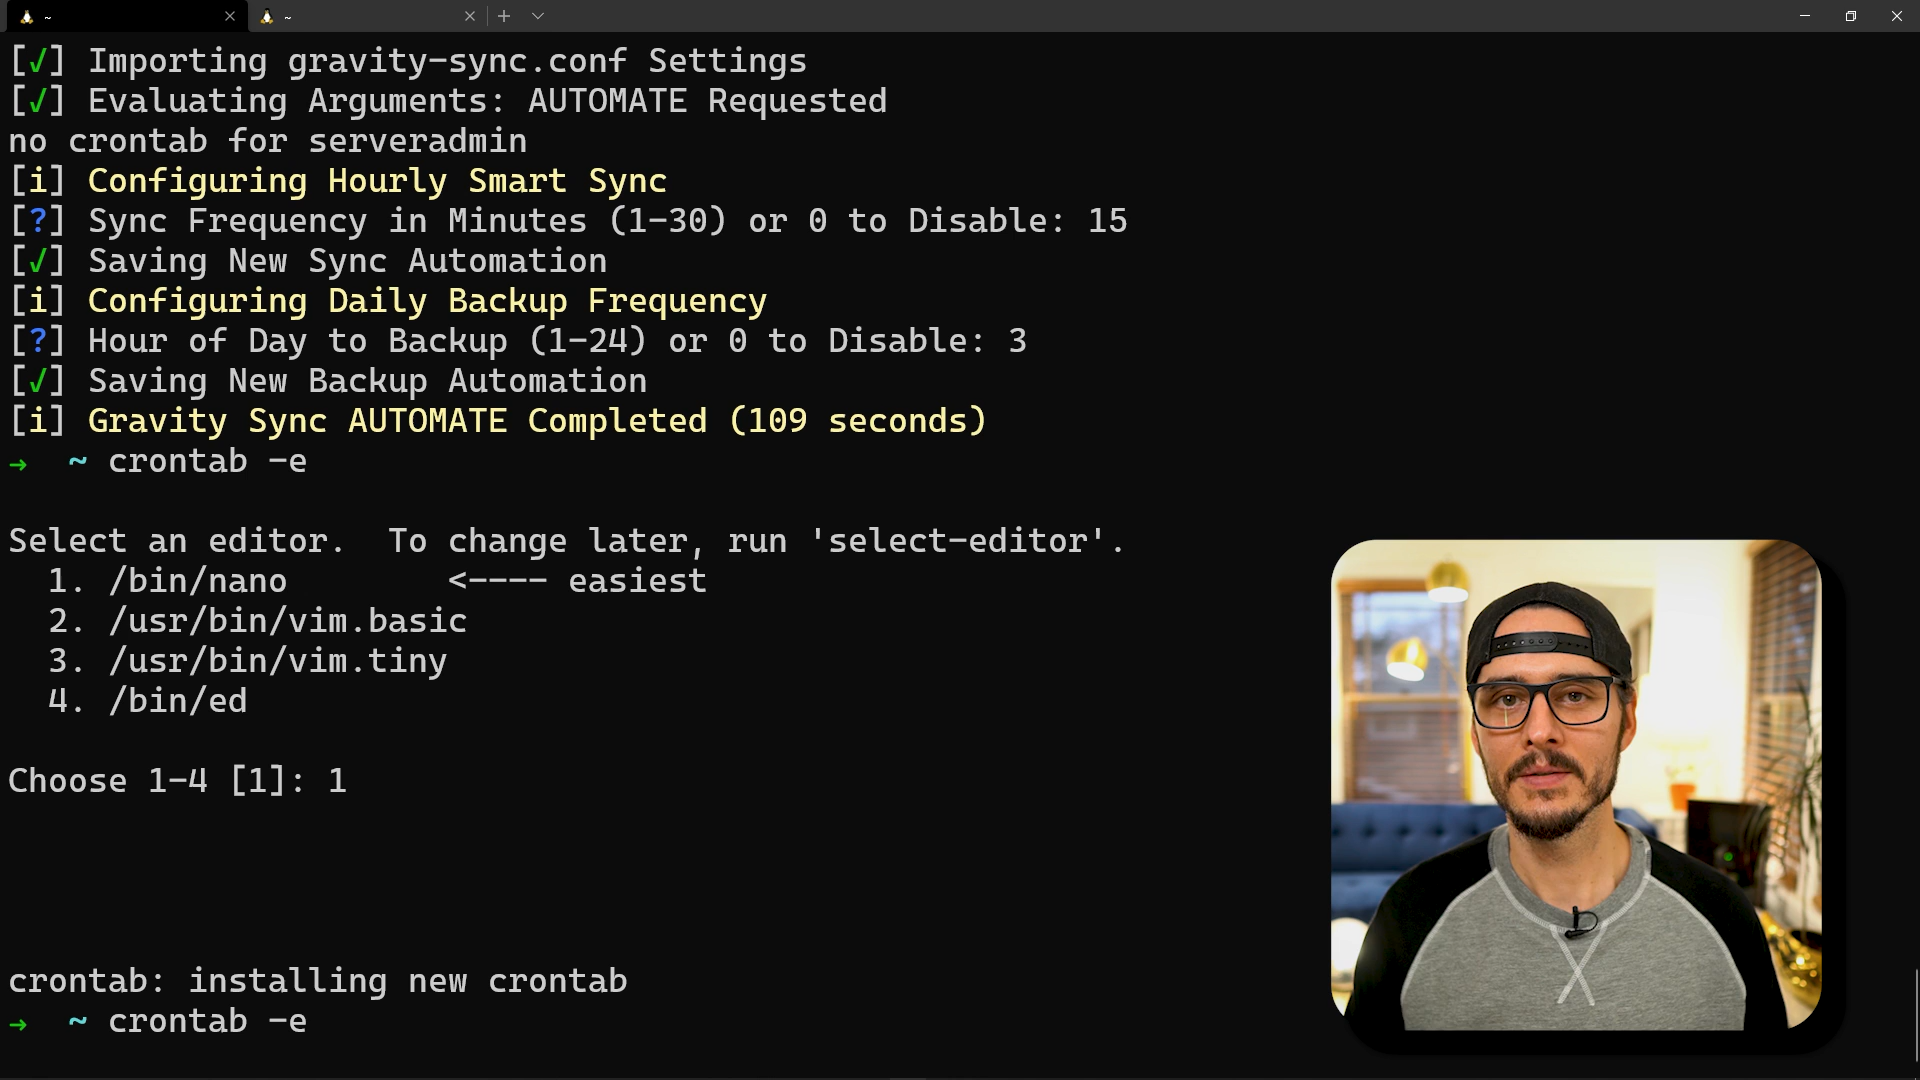 ~
~
[√] Importing gravity-sync.conf Settings
[√] Evaluating Arguments: AUTOMATE Requested
no crontab for serveradmin
[i] Configuring Hourly Smart Sync
[?] Sync Frequency in Minutes (1-30) or 0 to Disable: 15
[√] Saving New Sync Automation
[i] Configuring Daily Backup Frequency
[?] Hour of Day to Backup (1-24) or 0 to Disable: 3
[√] Saving New Backup Automation
[i] Gravity Sync AUTOMATE Completed (109 seconds)
→  ~ crontab -e
Select an editor.  To change later, run 'select-editor'.
  1. /bin/nano        <---- easiest
  2. /usr/bin/vim.basic
  3. /usr/bin/vim.tiny
  4. /bin/ed
Choose 1-4 [1]: 1
crontab: installing new crontab
→  ~ crontab -e